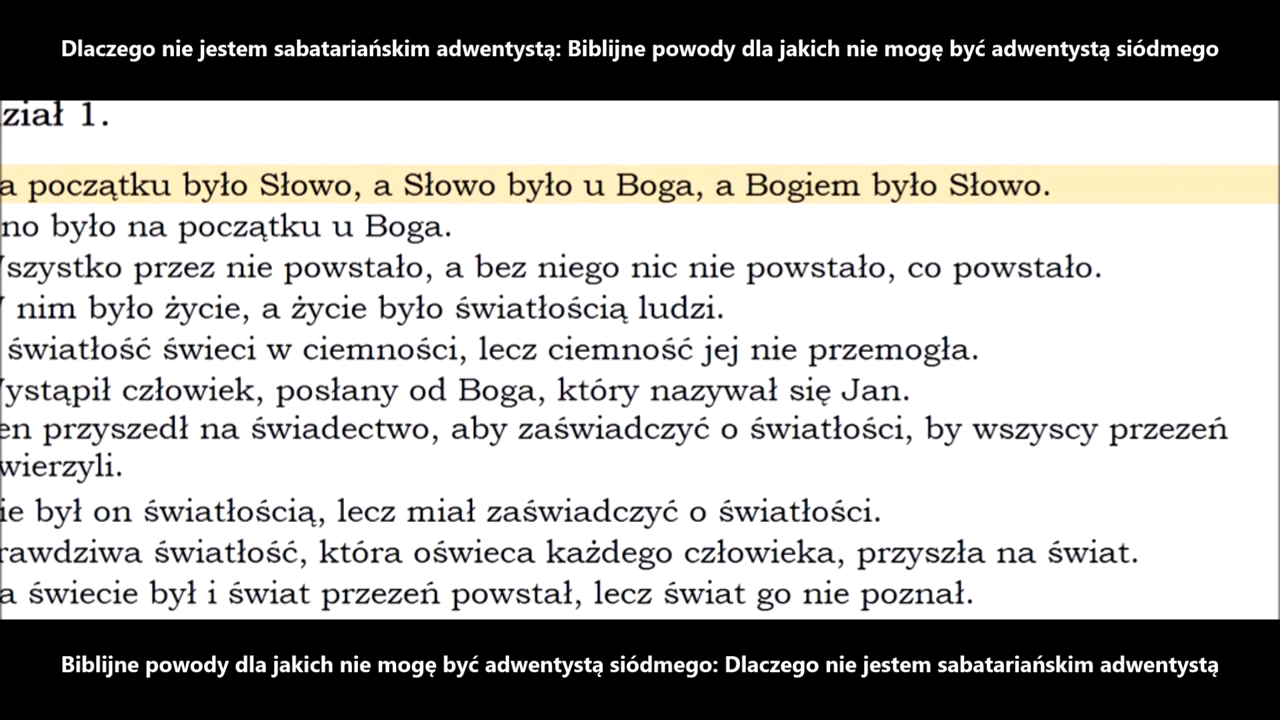 Dlaczego nie jestem sabatariańskim adwentystą: Biblijne powody dla jakich nie mogę być adwentystą siódmego
ział 1.
a początku było Słowo, a Słowo było u Boga, a Bogiem było Słowo.
no było na początku u Boga.
szystko przez nie powstało, a bez niego nic nie powstało, co powstało.
nim było życie, a życie było światłością ludzi.
światłość świeci w ciemności, lecz ciemność jej nie przemogła.
ystąpił człowiek, posłany od Boga, który nazywał się Jan.
en przyszedł na świadectwo, aby zaświadczyć o światłości, by wszyscy przezeń
wierzyli.
ie był on światłością, lecz miał zaświadczyć o światłości.
rawdziwa światłość, która oświeca każdego człowieka, przyszła na świat.
a świecie był i świat przezeń powstał, lecz świat go nie poznał.
Biblijne powody dla jakich nie mogę być adwentystą siódmego: Dlaczego nie jestem sabatariańskim adwentystą